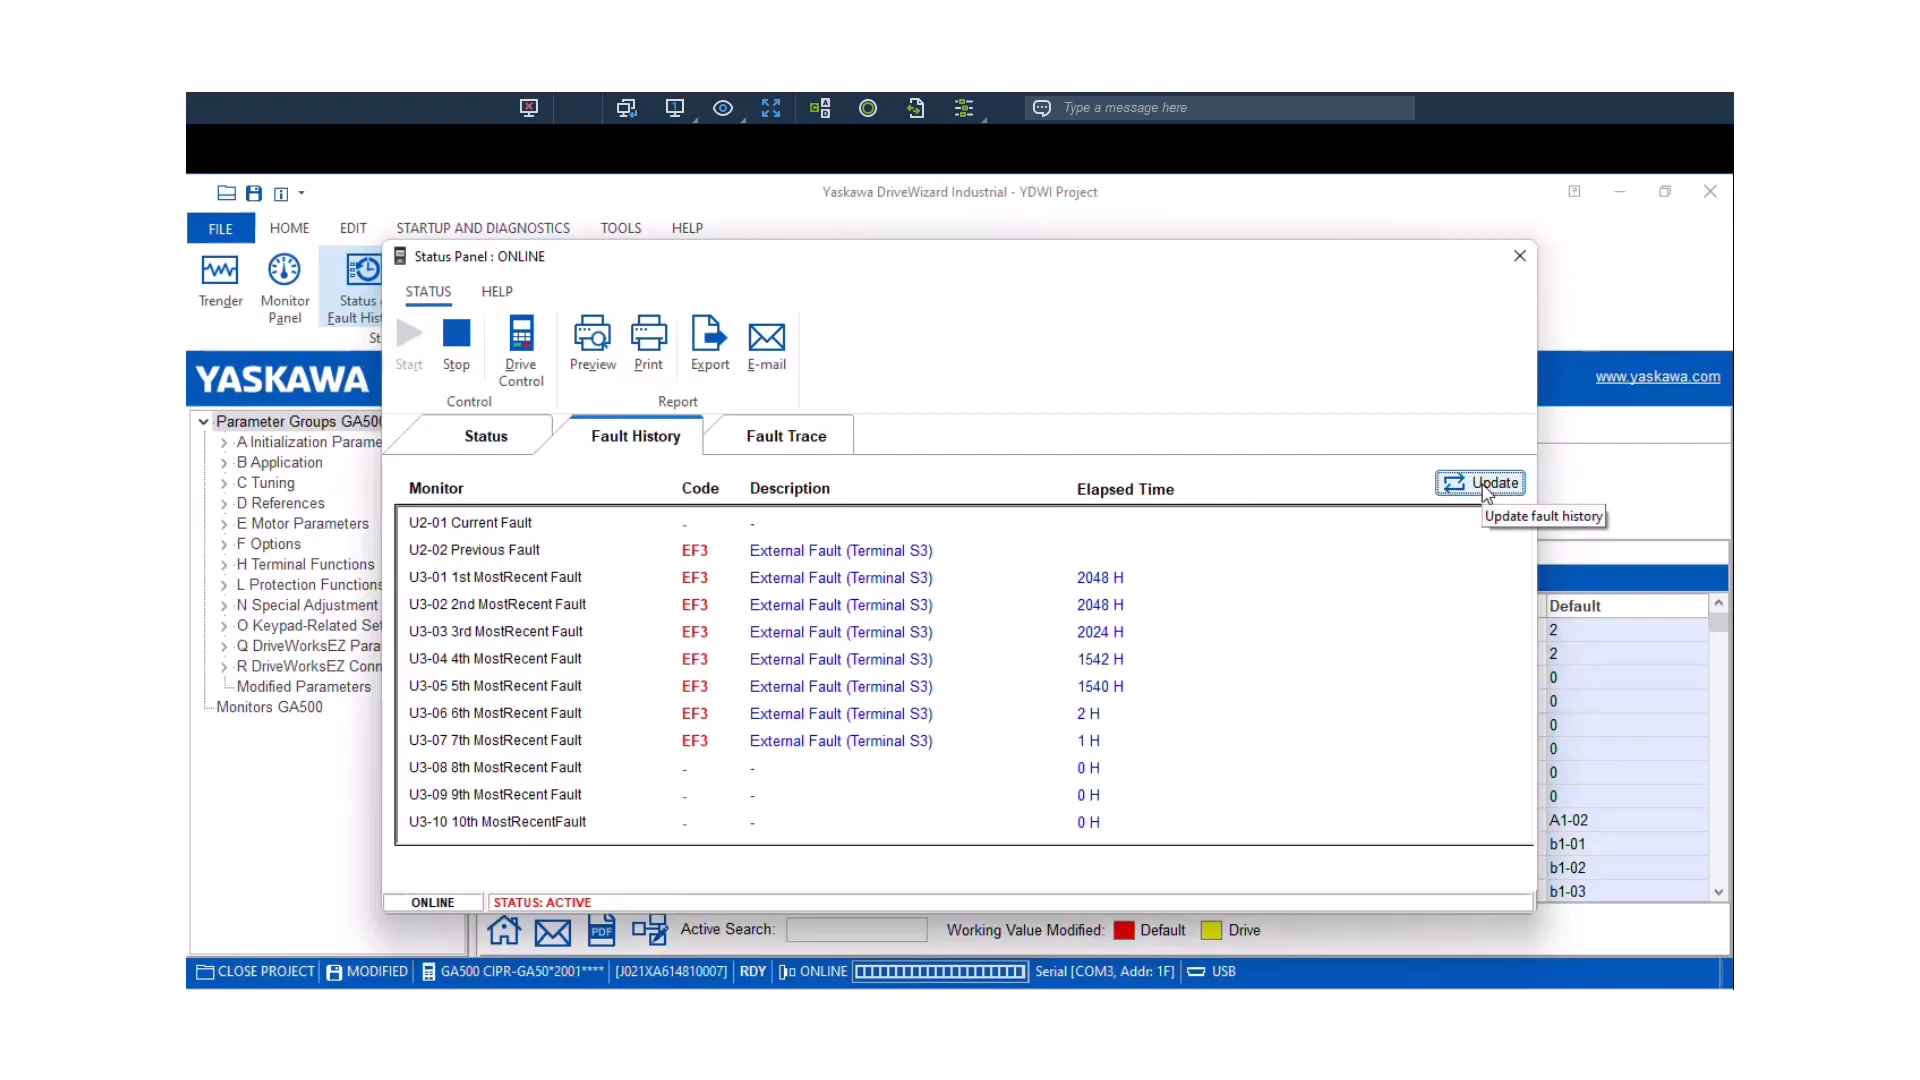 Type a message here
Yaskawa DriveWizard Industrial - YDWI Project
FILE HOME EDIT STARTUP AND DIAGNOSTICS TOOLS HELP
Trender
Monitor
Panel
Status
Fault His
St
Status Panel : ONLINE
STATUS HELP
Start
Stop
Drive
Control
Preview
Print
Export
E-mail
Control
Report
YASKAWA
www.yaskawa.com
Parameter Groups GA500
A Initialization Parame
B Application
C Tuning
D References
E Motor Parameters
F Options
H Terminal Functions
L Protection Functions
N Special Adjustment
O Keypad-Related Set
Q DriveWorksEZ Para
R DriveWorksEZ Conn
Modified Parameters
Monitors GA500
Status Fault History Fault Trace
Update
Update fault history
Monitor Code Description Elapsed Time
U2-01 Current Fault - -
U2-02 Previous Fault EF3 External Fault (Terminal S3)
U3-01 1st MostRecent Fault EF3 External Fault (Terminal S3) 2048 H
U3-02 2nd MostRecent Fault EF3 External Fault (Terminal S3) 2048 H
U3-03 3rd MostRecent Fault EF3 External Fault (Terminal S3) 2024 H
U3-04 4th MostRecent Fault EF3 External Fault (Terminal S3) 1542 H
U3-05 5th MostRecent Fault EF3 External Fault (Terminal S3) 1540 H
U3-06 6th MostRecent Fault EF3 External Fault (Terminal S3) 2 H
U3-07 7th MostRecent Fault EF3 External Fault (Terminal S3) 1 H
U3-08 8th MostRecent Fault - - 0 H
U3-09 9th MostRecent Fault - - 0 H
U3-10 10th MostRecentFault - - 0 H
Default
2
2
0
0
0
0
0
0
A1-02
b1-01
b1-02
b1-03
ONLINE STATUS: ACTIVE
PDF Active Search: Working Value Modified: Default Drive
CLOSE PROJECT MODIFIED GA500 CIPR-GA50*2001**** [J021XA614810007] RDY ONLINE Serial [COM3, Addr: 1F] USB